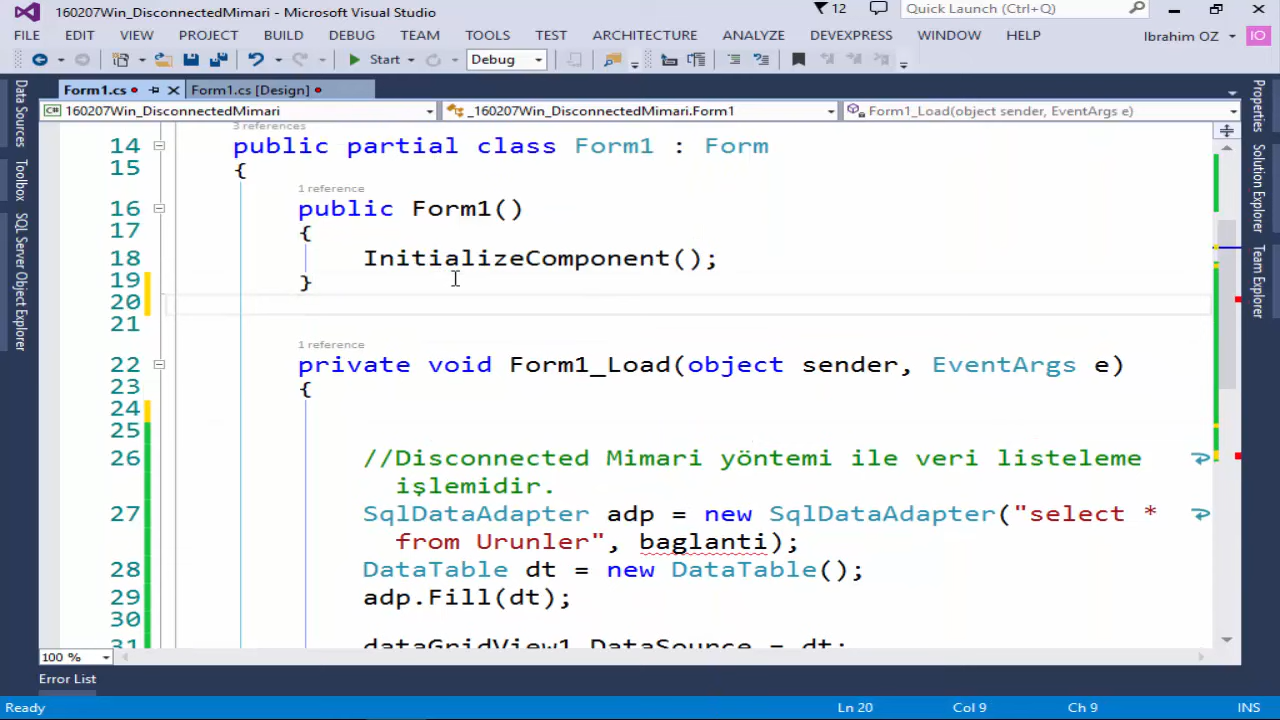 160207Win_DisconnectedMimari - Microsoft Visual Studio
12
Quick Launch (Ctrl+Q)
FILE EDIT VIEW PROJECT BUILD DEBUG TEAM TOOLS TEST ARCHITECTURE ANALYZE DEVEXPRESS WINDOW HELP
Ibrahim OZ
IO
Start
Debug
Form1.cs
Form1.cs [Design]
160207Win_DisconnectedMimari
_160207Win_DisconnectedMimari.Form1
Form1_Load(object sender, EventArgs e)
Data Sources
Toolbox
SQL Server Object Explorer
Properties
Solution Explorer
Team Explorer
3 references
14 public partial class Form1 : Form
15 {
1 reference
16 public Form1()
17 {
18 InitializeComponent();
19 }
20
21
1 reference
22 private void Form1_Load(object sender, EventArgs e)
23 {
24
25
26 //Disconnected Mimari yöntemi ile veri listeleme
işlemidir.
27 SqlDataAdapter adp = new SqlDataAdapter("select *
from Urunler", baglanti);
28 DataTable dt = new DataTable();
29 adp.Fill(dt);
30
31 dataGridView1.DataSource = dt;
100 %
Error List
Ready
Ln 20
Col 9
Ch 9
INS